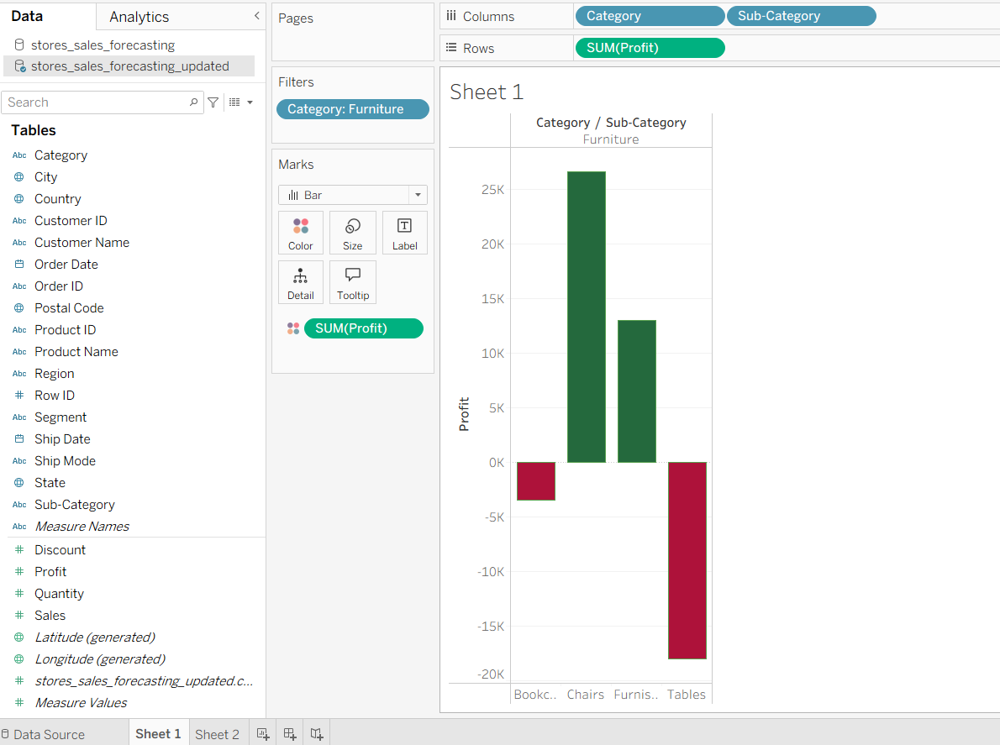 Data
Analytics
stores_sales_forecasting
stores_sales_forecasting_updated
Search
Tables
Abc Category
City
Country
Abc Customer ID
Abc Customer Name
Order Date
Abc Order ID
Postal Code
Abc Product ID
Abc Product Name
Abc Region
# Row ID
Abc Segment
Ship Date
Abc Ship Mode
State
Abc Sub-Category
Abc Measure Names
# Discount
# Profit
# Quantity
# Sales
Latitude (generated)
Longitude (generated)
# stores_sales_forecasting_updated.c...
# Measure Values
Pages
Filters
Category: Furniture
Marks
Bar
Color Size Label
Detail Tooltip
SUM(Profit)
Columns Category Sub-Category
Rows SUM(Profit)
Sheet 1
Category / Sub-Category
Furniture
Profit
25K
20K
15K
10K
5K
0K
-5K
-10K
-15K
-20K
Bookc.. Chairs Furnis.. Tables
Data Source Sheet 1 Sheet 2